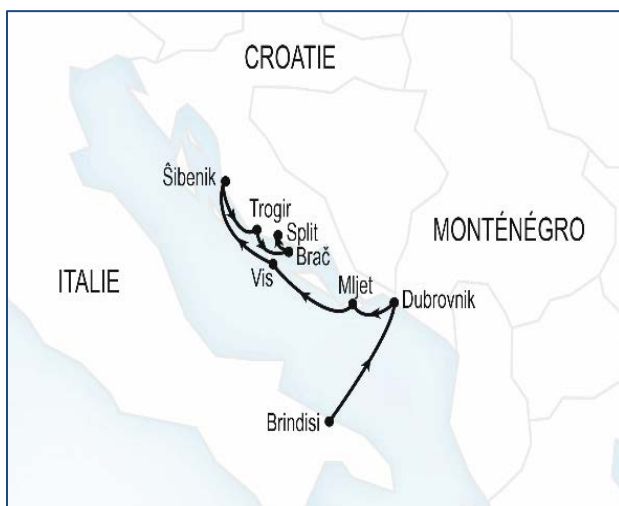 CROATIE
Ŝibenik
Trogir
Split
Brač
MONTÉNÉGRO
Vis
ITALIE
Mljet
Dubrovnik
Brindisi